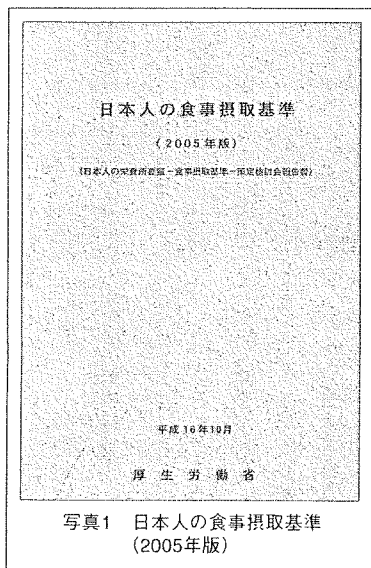 日本人の食事摂取基準
(2005年版)
(日本人の栄養所要量－食事摂取基準－策定検討会報告書)
平成16年10月
厚生労働省
写真1　日本人の食事摂取基準
(2005年版)